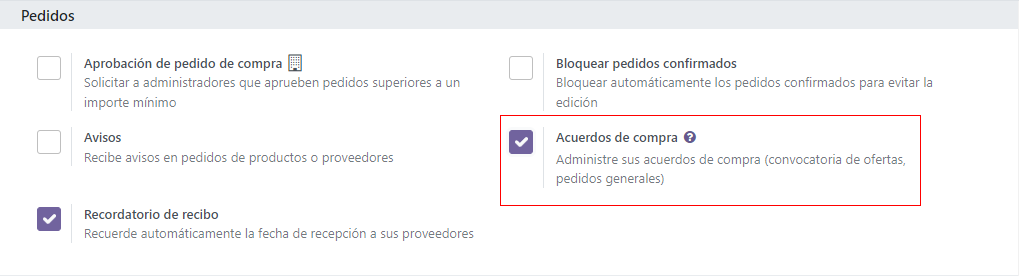 Pedidos
Aprobación de pedido de compra
Solicitar a administradores que aprueben pedidos superiores a un
importe mínimo
Bloquear pedidos confirmados
Bloquear automáticamente los pedidos confirmados para evitar la
edición
Avisos
Recibe avisos en pedidos de productos o proveedores
Acuerdos de compra ?
Administre sus acuerdos de compra (convocatoria de ofertas,
pedidos generales)
Recordatorio de recibo
Recuerde automáticamente la fecha de recepción a sus proveedores